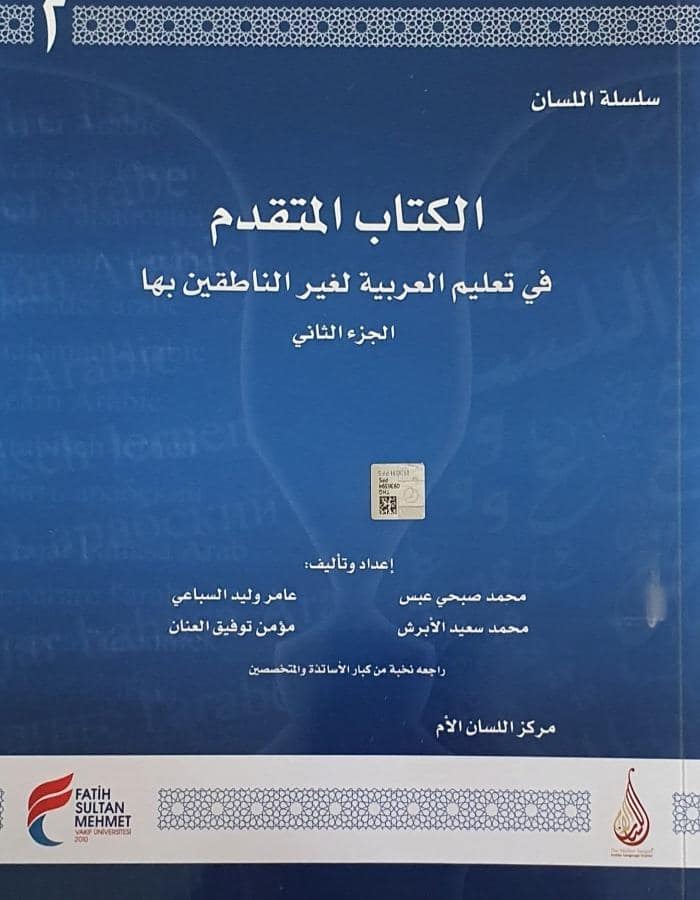 ٢
سلسلة اللسان
الكتاب المتقدم
في تعليم العربية لغير الناطقين بها
الجزء الثاني
إعداد وتأليف:
محمد صبحي عبس عامر وليد السباعي
محمد سعيد الأبرش مؤمن توفيق العنان
راجعه نخبة من كبار الأساتذة والمتخصصين
مركز اللسان الأم
FATİH
SULTAN
MEHMET
VAKIF ÜNİVERSİTESİ
2010